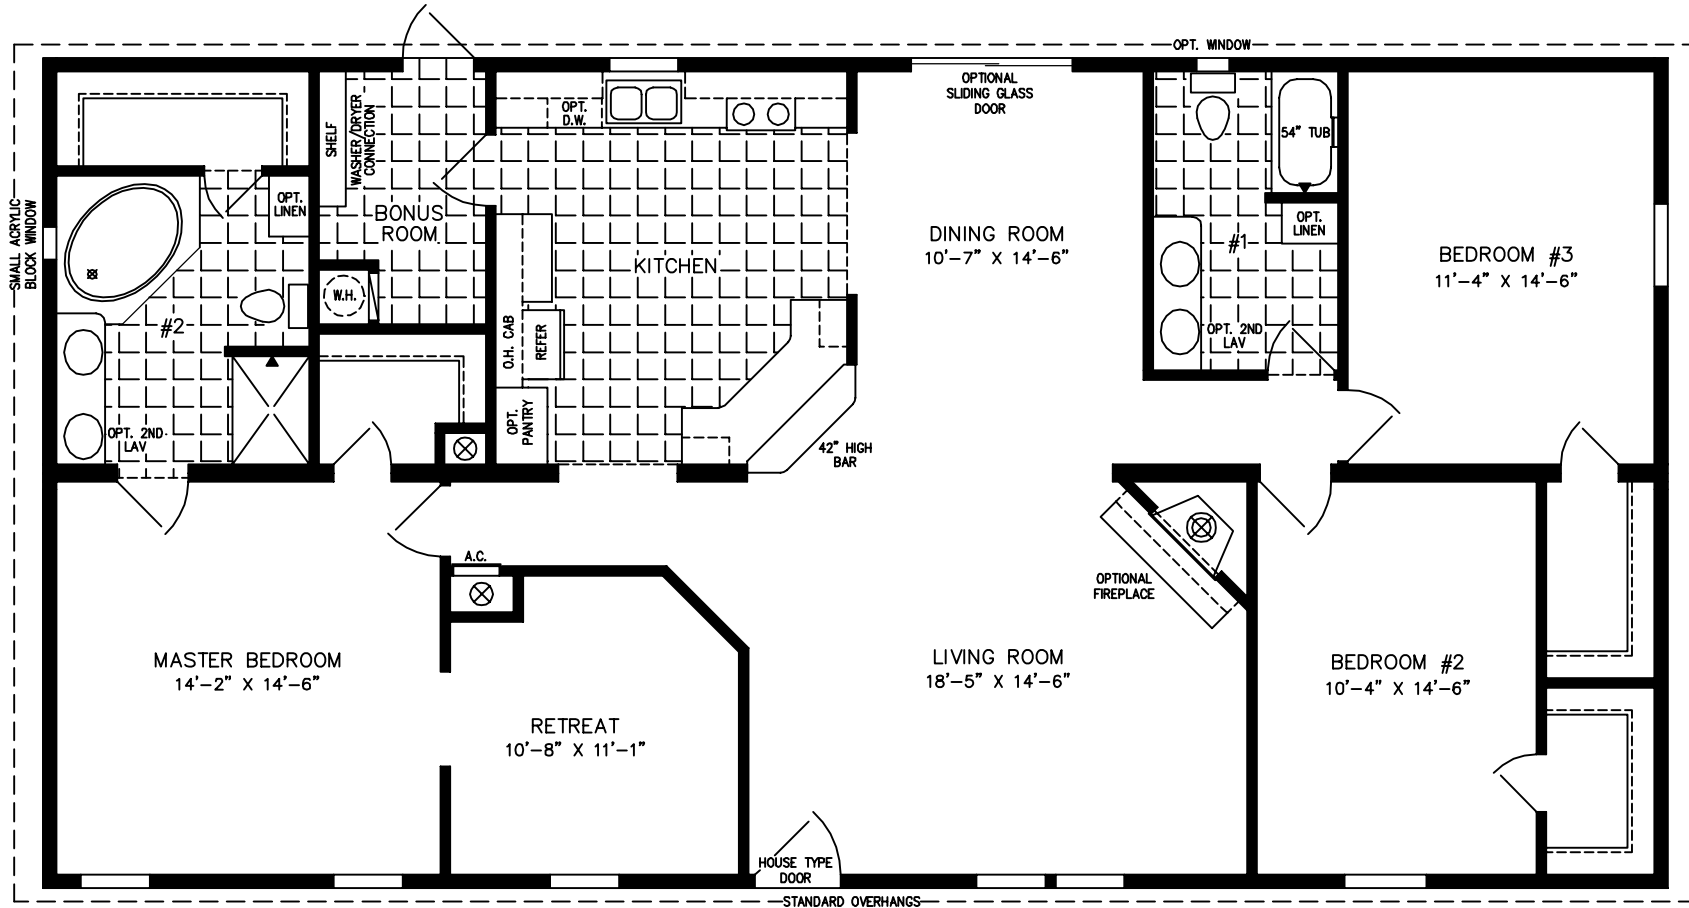 OPT. WINDOW
OPTIONAL
SLIDING GLASS
DOOR
OPT.
D.W.
SHELF
WASHER/DRYER
CONNECTION
54" TUB
SMALL ACRYLIC
BLOCK WINDOW
OPT.
LINEN
BONUS
ROOM
KITCHEN
DINING ROOM
10'-7" X 14'-6"
#1
OPT.
LINEN
BEDROOM #3
11'-4" X 14'-6"
W.H.
#2
O.H. CAB
REFER
OPT. 2ND
LAV
OPT. 2ND
LAV
OPT.
PANTRY
42" HIGH
BAR
A.C.
OPTIONAL
FIREPLACE
MASTER BEDROOM
14'-2" X 14'-6"
LIVING ROOM
18'-5" X 14'-6"
BEDROOM #2
10'-4" X 14'-6"
RETREAT
10'-8" X 11'-1"
HOUSE TYPE
DOOR
STANDARD OVERHANGS